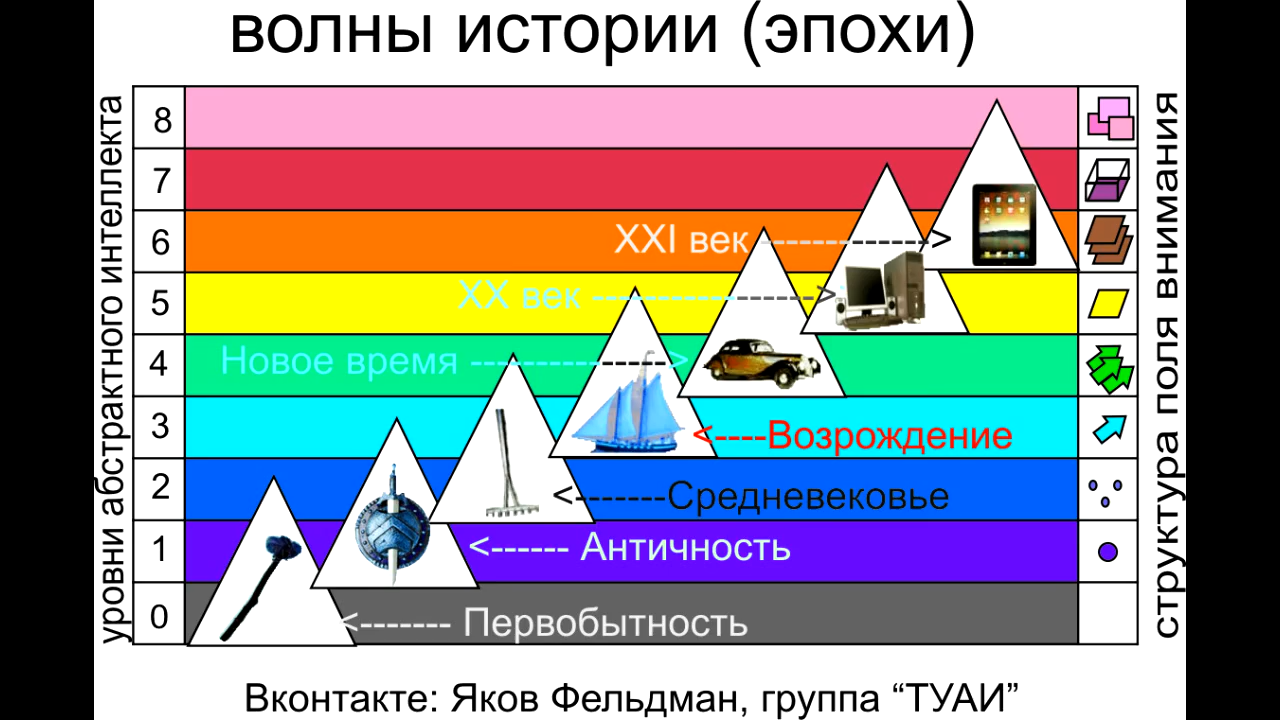 волны истории (эпохи)
уровни абстрактного интеллекта
8
7
6
5
4
3
2
1
0
XXI век ------------->
XX век ------------------>
Новое время ---------------->
<----Возрождение
<-------Средневековье
<------ Античность
<------- Первобытность
структура поля внимания
Вконтакте: Яков Фельдман, группа “ТУАИ”